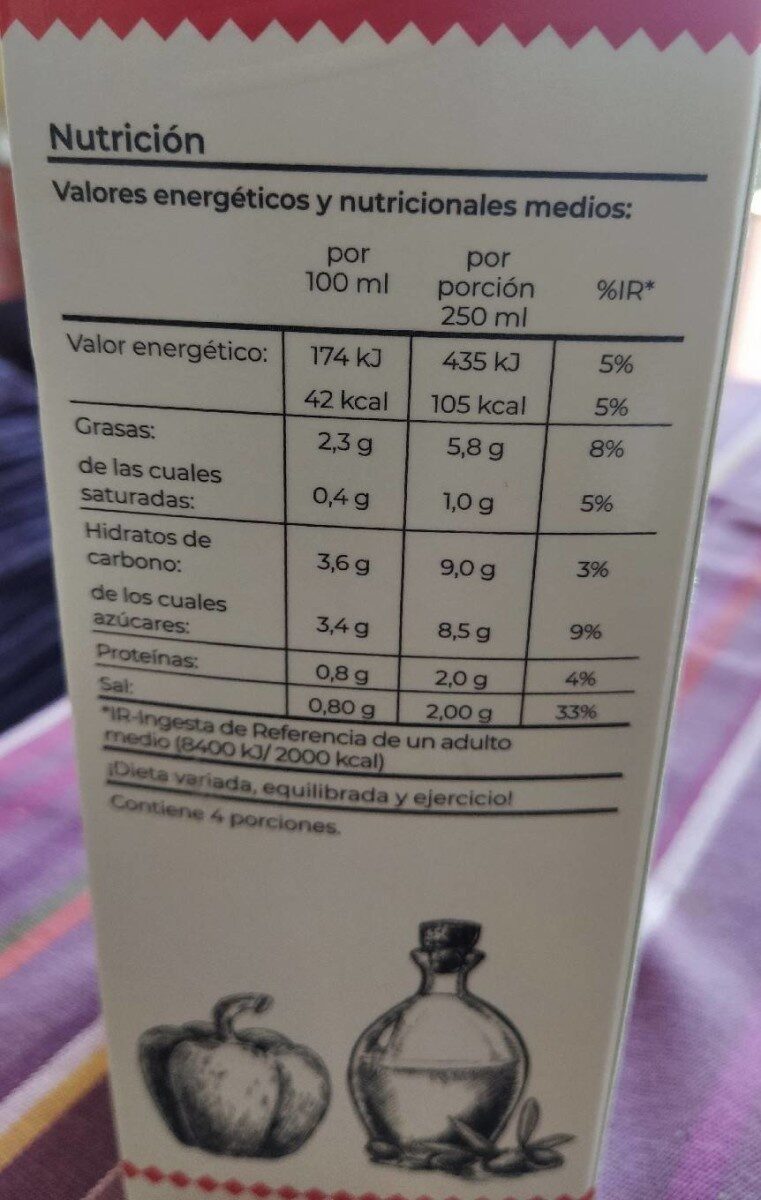 Nutrición
Valores energéticos y nutricionales medios:
por 100 ml por porción 250 ml %IR*
Valor energético: 174 kJ 435 kJ 5%
42 kcal 105 kcal 5%
Grasas: 2,3 g 5,8 g 8%
de las cuales
saturadas: 0,4 g 1,0 g 5%
Hidratos de
carbono: 3,6 g 9,0 g 3%
de los cuales
azúcares: 3,4 g 8,5 g 9%
Proteínas: 0,8 g 2,0 g 4%
Sal: 0,80 g 2,00 g 33%
*IR-Ingesta de Referencia de un adulto
medio (8400 kJ/ 2000 kcal)
¡Dieta variada, equilibrada y ejercicio!
Contiene 4 porciones.